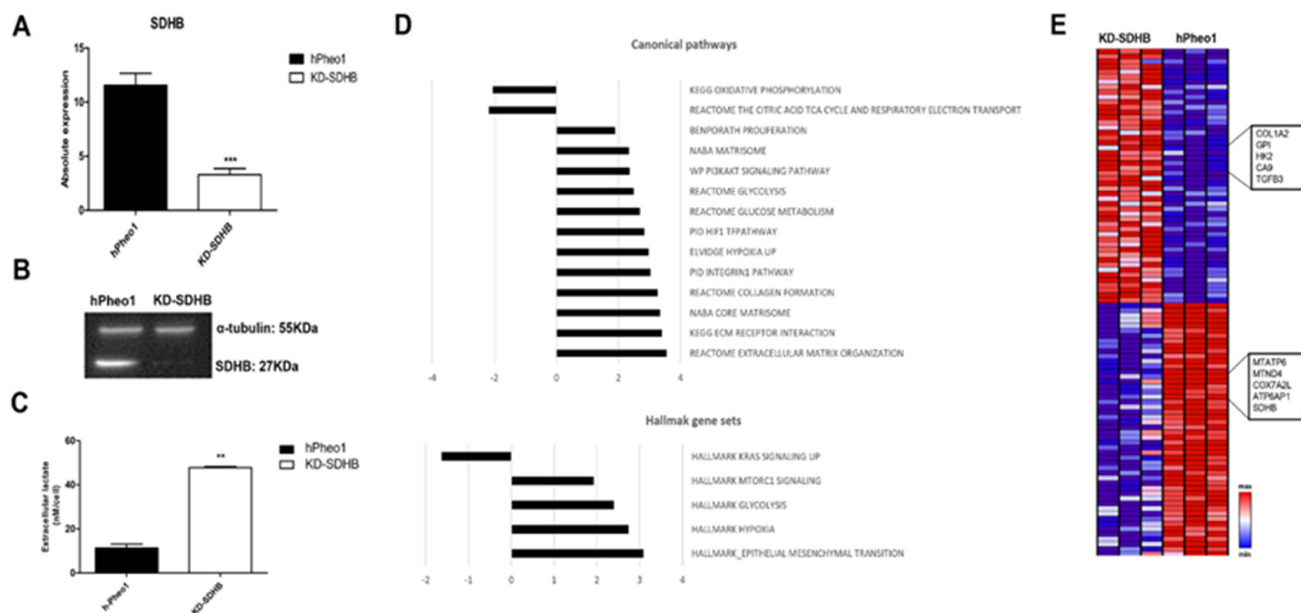 A
SDHB
hPheo1
KD-SDHB
Absolute expression
15
10
5
0
***
hPheo1
KD-SDHB
B
hPheo1 KD-SDHB
α-tubulin: 55KDa
SDHB: 27KDa
C
hPheo1
KD-SDHB
Extracellular lactate
(nM/cell)
60
40
20
0
**
h-Pheo1
KD-SDHB
D
Canonical pathways
KEGG OXIDATIVE PHOSPHORYLATION
REACTOME THE CITRIC ACID TCA CYCLE AND RESPIRATORY ELECTRON TRANSPORT
BENPORATH PROLIFERATION
NABA MATRISOME
WP PI3KAKT SIGNALING PATHWAY
REACTOME GLYCOLYSIS
REACTOME GLUCOSE METABOLISM
PID HIF1 TFPATHWAY
ELVIDGE HYPOXIA UP
PID INTEGRIN1 PATHWAY
REACTOME COLLAGEN FORMATION
NABA CORE MATRISOME
KEGG ECM RECEPTOR INTERACTION
REACTOME EXTRACELLULAR MATRIX ORGANIZATION
-4 -2 0 2 4
Hallmak gene sets
HALLMARK KRAS SIGNALING UP
HALLMARK MTORC1 SIGNALING
HALLMARK GLYCOLYSIS
HALLMARK HYPOXIA
HALLMARK_EPITHELIAL MESENCHYMAL TRANSITION
-2 -1 0 1 2 3 4
E
KD-SDHB hPheo1
COL1A2
GPI
HK2
CA9
TGFB3
MTATP6
MTND4
COX7A2L
ATP6AP1
SDHB
max
min